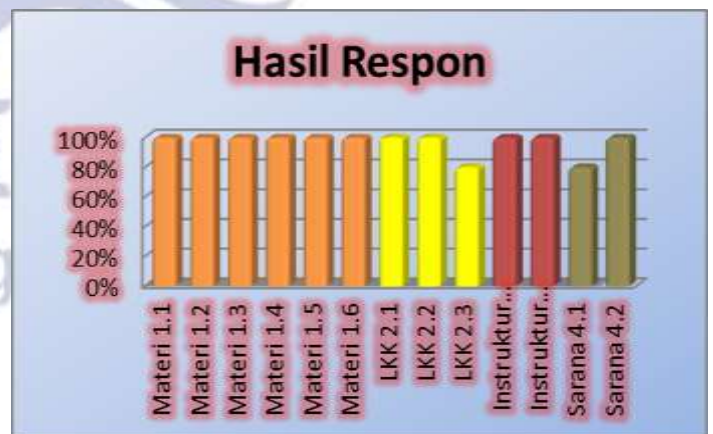 Hasil Respon
100%
80%
60%
40%
20%
0%
Materi 1.1
Materi 1.2
Materi 1.3
Materi 1.4
Materi 1.5
Materi 1.6
LKK 2.1
LKK 2.2
LKK 2.3
Instruktur...
Instruktur...
Sarana 4.1
Sarana 4.2